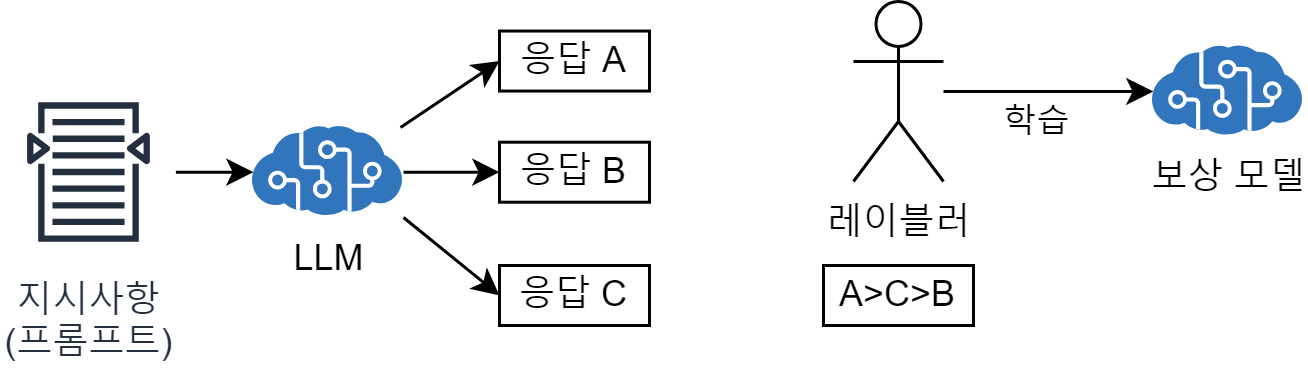 지시사항
(프롬프트)
LLM
응답 A
응답 B
응답 C
레이블러
A>C>B
학습
보상 모델